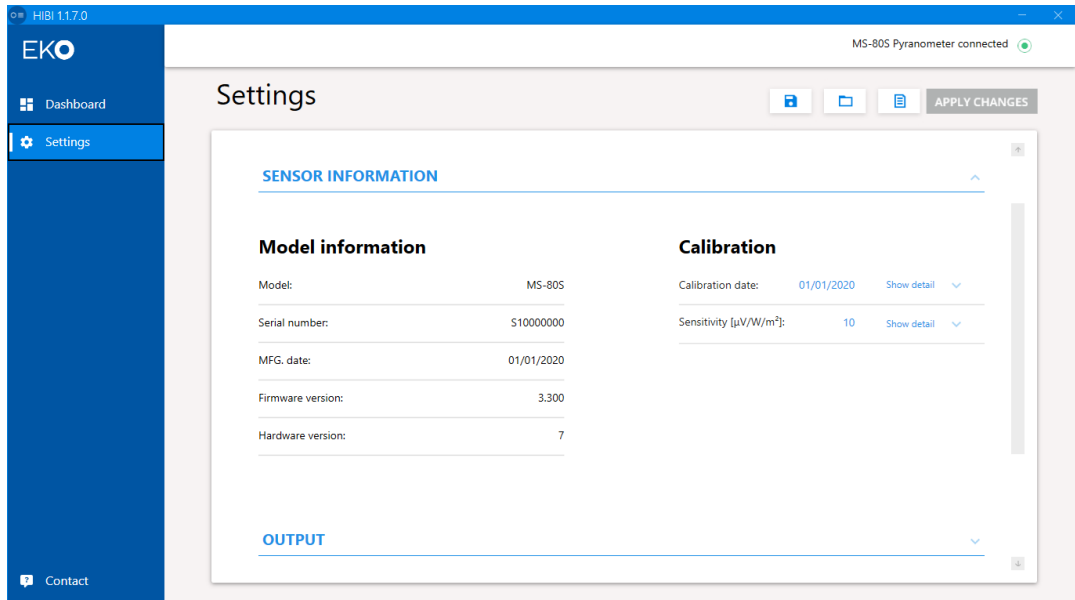 HIBI 1.1.7.0
EKO
MS-80S Pyranometer connected
Dashboard
Settings
Contact
Settings
APPLY CHANGES
SENSOR INFORMATION
Model information
Model: MS-80S
Serial number: S10000000
MFG. date: 01/01/2020
Firmware version: 3.300
Hardware version: 7
Calibration
Calibration date: 01/01/2020 Show detail
Sensitivity [µV/W/m²]: 10 Show detail
OUTPUT